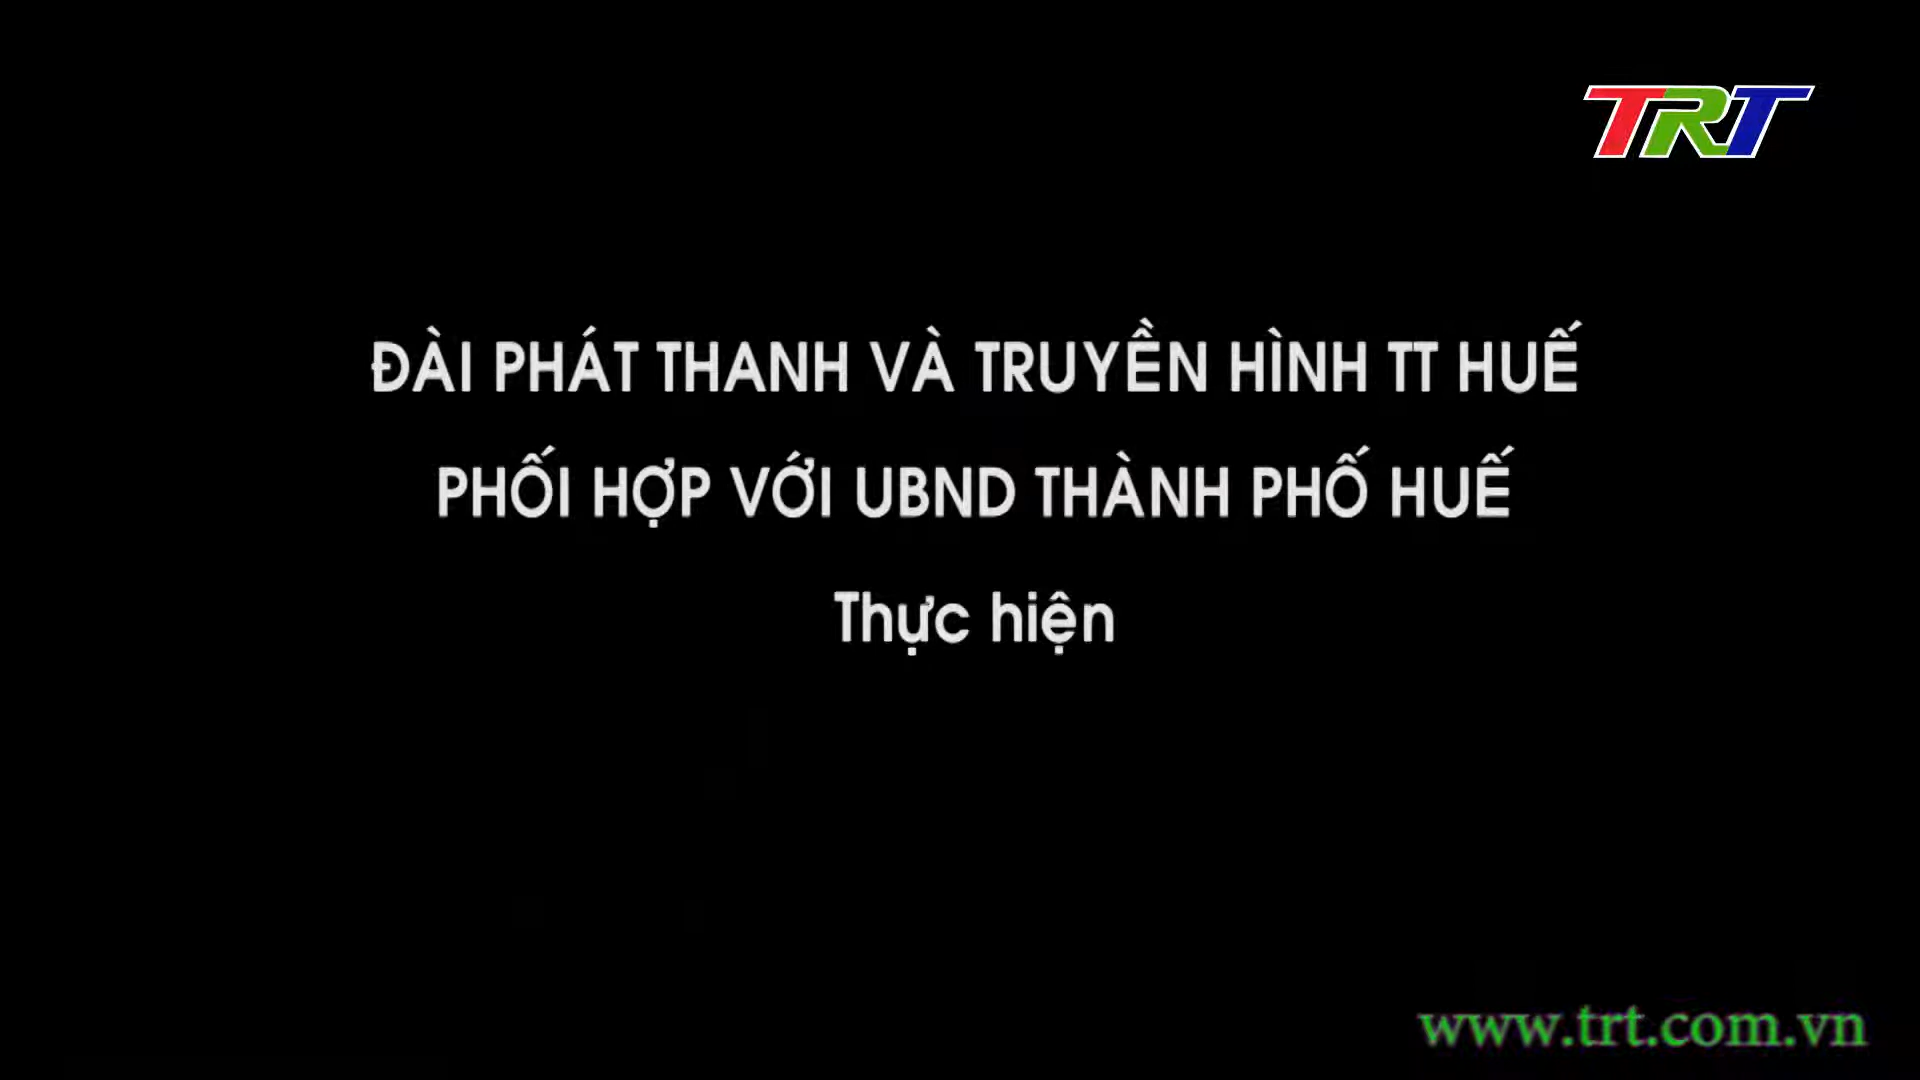 TRT
ĐÀI PHÁT THANH VÀ TRUYỀN HÌNH TT HUẾ
PHỐI HỢP VỚI UBND THÀNH PHỐ HUẾ
Thực hiện
www.trt.com.vn